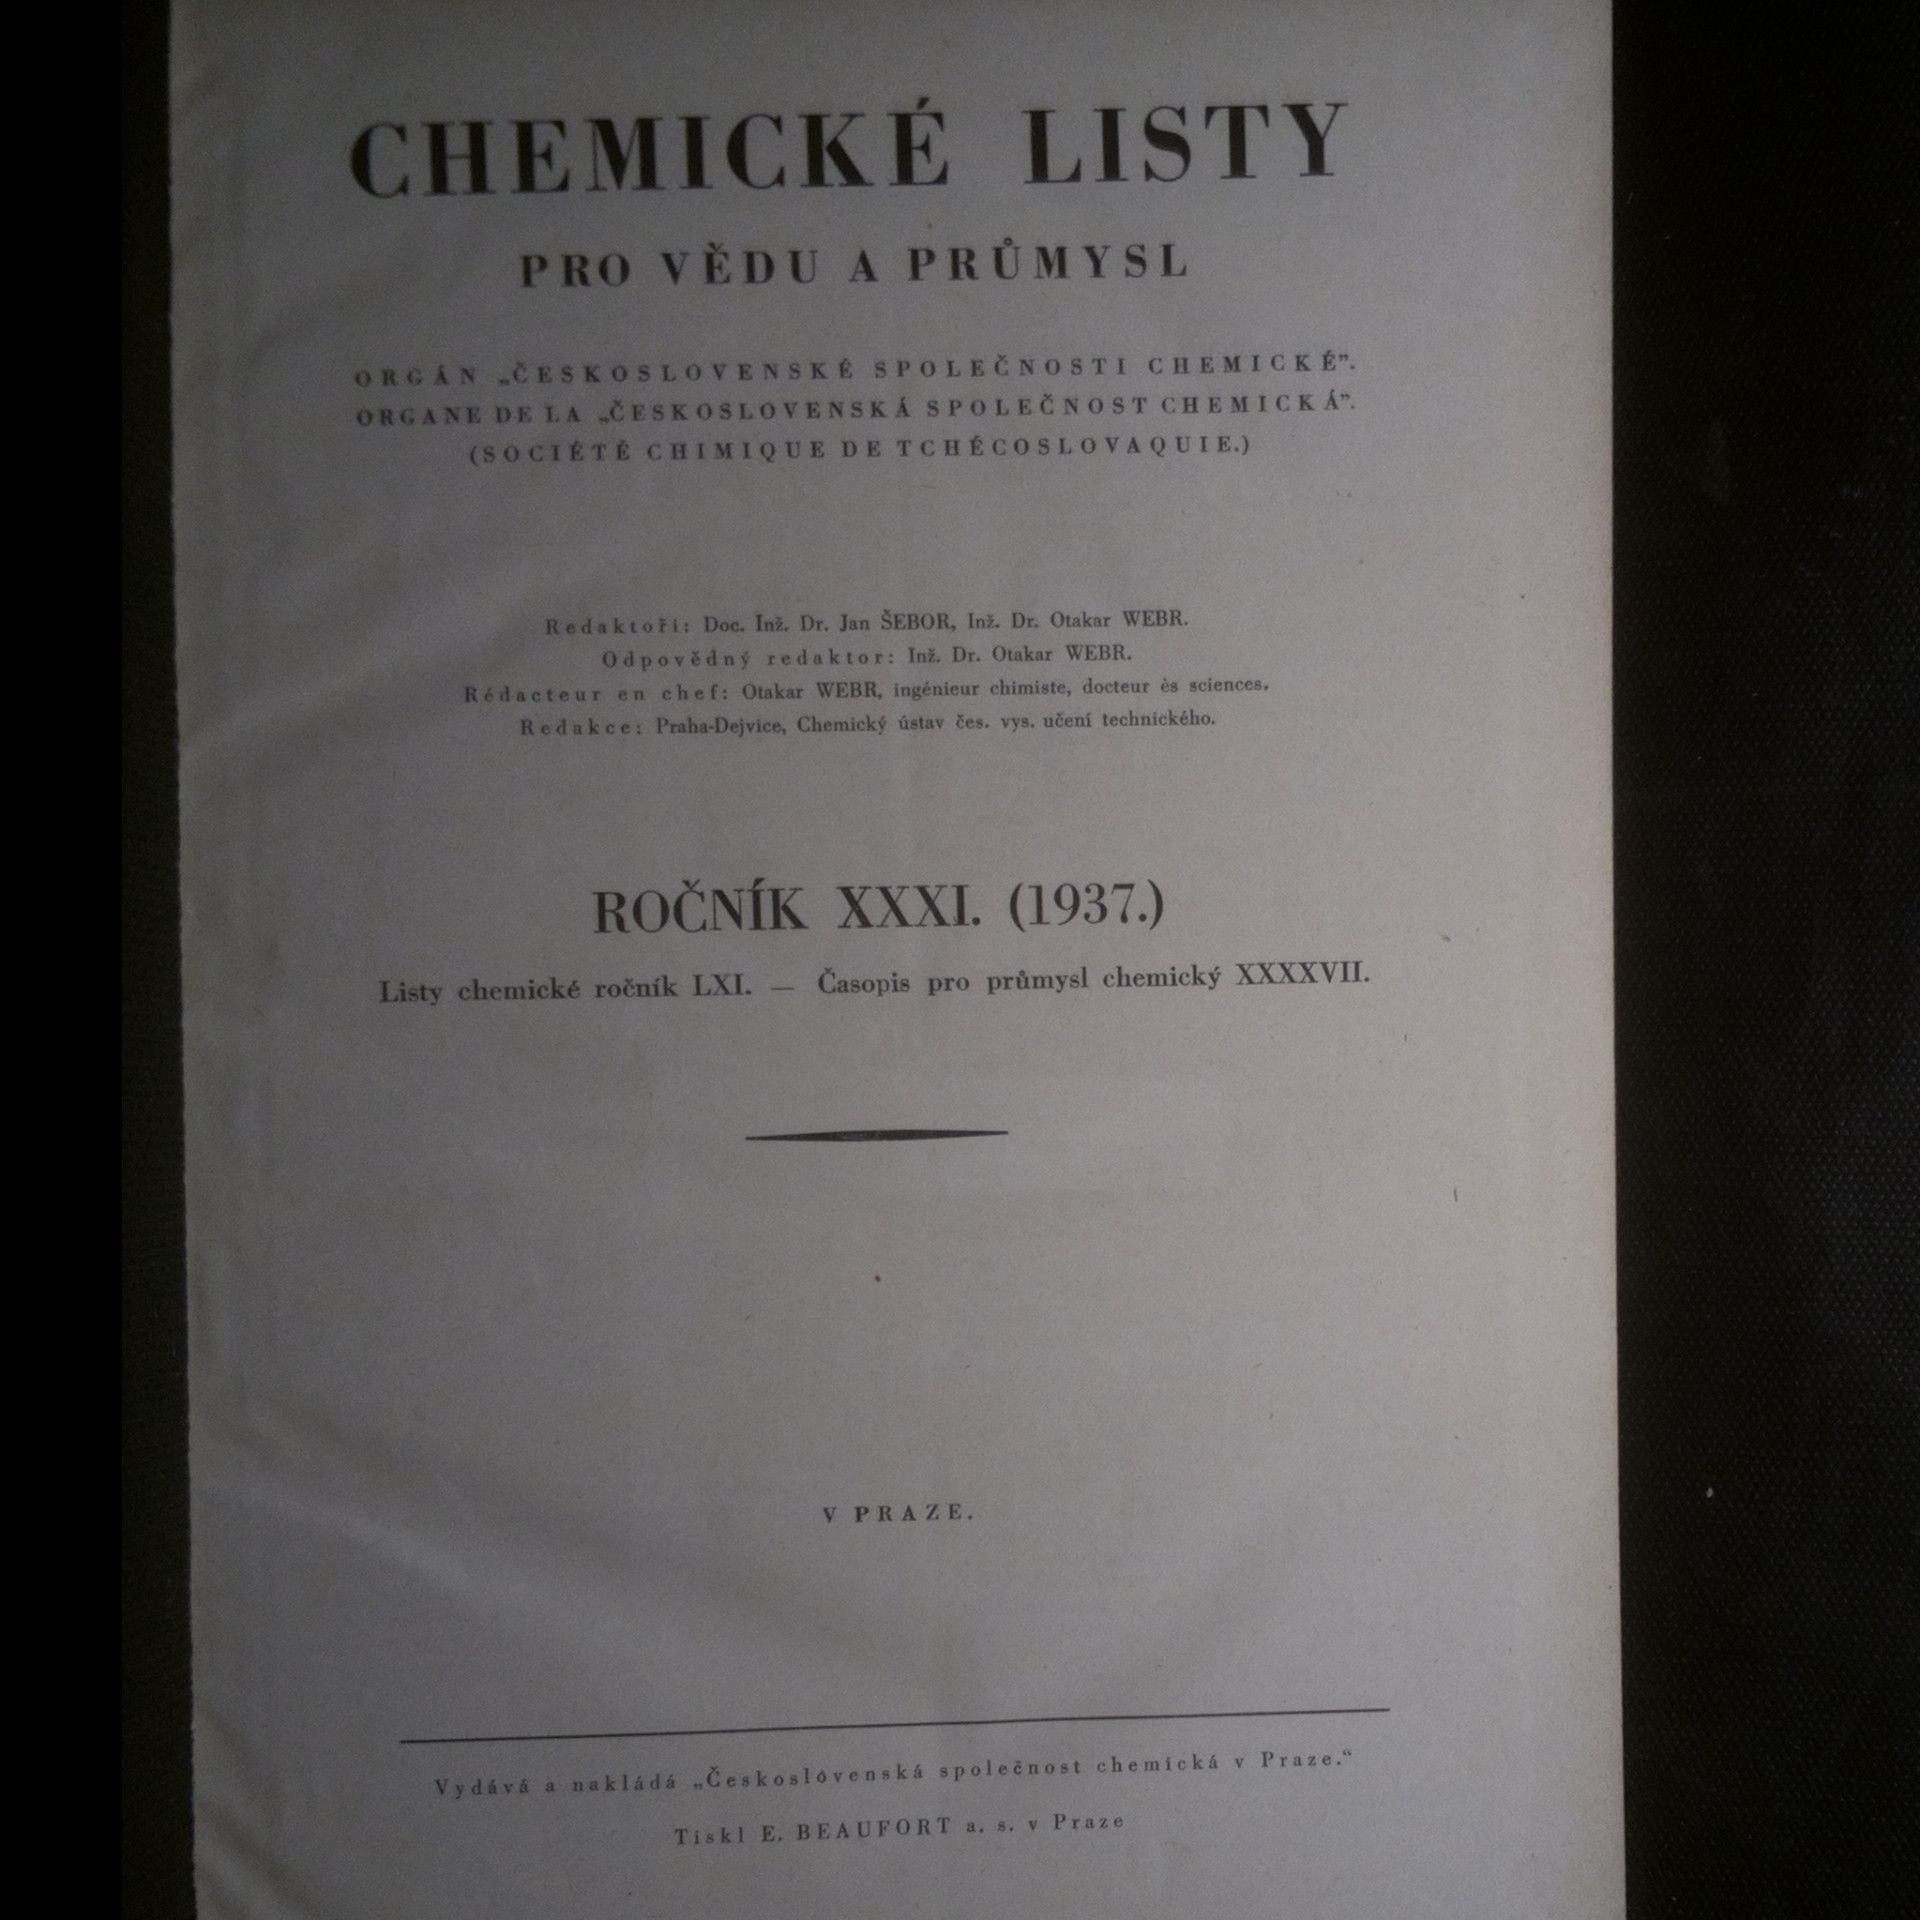 CHEMICKÉ LISTY
PRO VĚDU A PRŮMYSL
ORGÁN „ČESKOSLOVENSKÉ SPOLEČNOSTI CHEMICKÉ”.
ORGANE DE LA „ČESKOSLOVENSKÁ SPOLEČNOST CHEMICKÁ”.
(SOCIÉTÉ CHIMIQUE DE TCHÉCOSLOVAQUIE.)
Redaktoři: Doc. Inž. Dr. Jan ŠEBOR, Inž. Dr. Otakar WEBR.
Odpovědný redaktor: Inž. Dr. Otakar WEBR.
Rédacteur en chef: Otakar WEBR, ingénieur chimiste, docteur ès sciences.
Redakce: Praha-Dejvice, Chemický ústav čes. vys. učení technického.
ROČNÍK XXXI. (1937.)
Listy chemické ročník LXI. — Časopis pro průmysl chemický XXXXVII.
V PRAZE.
Vydává a nakládá „Československá společnost chemická v Praze.“
Tiskl E. BEAUFORT a. s. v Praze